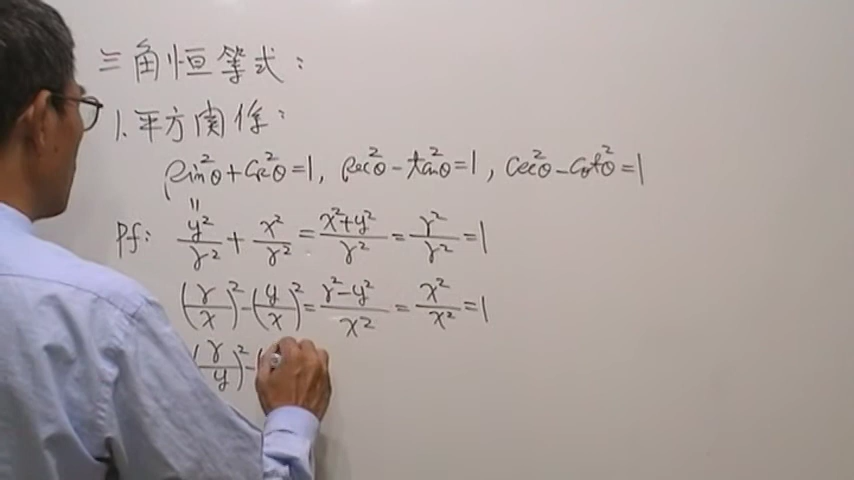 三角恒等式:
1.平方関係:
sin²θ+cos²θ=1, sec²θ-tan²θ=1, csc²θ-cot²θ=1
pf: y²/r² + x²/r² = x²+y²/r² = r²/r² =1
(r/x)²-(y/x)²= r²-y²/x² = x²/x² =1
(r/y)²-(